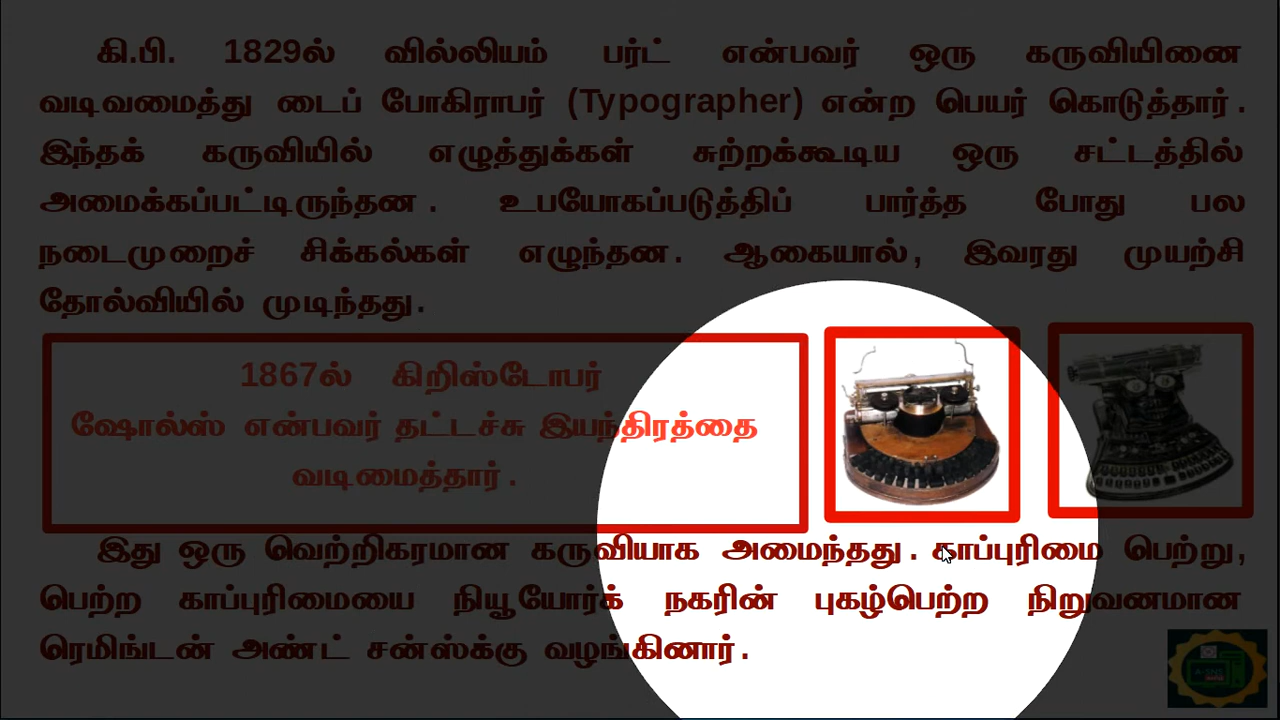 கி.பி. 1829ல் வில்லியம் பர்ட் என்பவர் ஒரு கருவியினை
வடிவமைத்து டைப் போகிராபர் (Typographer) என்ற பெயர் கொடுத்தார்.
இந்தக் கருவியில் எழுத்துக்கள் சுற்றக்கூடிய ஒரு சட்டத்தில்
அமைக்கப்பட்டிருந்தன. உபயோகப்படுத்திப் பார்த்த போது பல
நடைமுறைச் சிக்கல்கள் எழுந்தன. ஆகையால், இவரது முயற்சி
தோல்வியில் முடிந்தது.
1867ல் கிறிஸ்டோபர்
ஷோல்ஸ் என்பவர் தட்டச்சு இயந்திரத்தை
வடிமைத்தார்.
இது ஒரு வெற்றிகரமான கருவியாக அமைந்தது. காப்புரிமை பெற்று,
பெற்ற காப்புரிமையை நியூயோர்க் நகரின் புகழ்பெற்ற நிறுவனமான
ரெமிங்டன் அண்ட் சன்ஸ்க்கு வழங்கினார்.